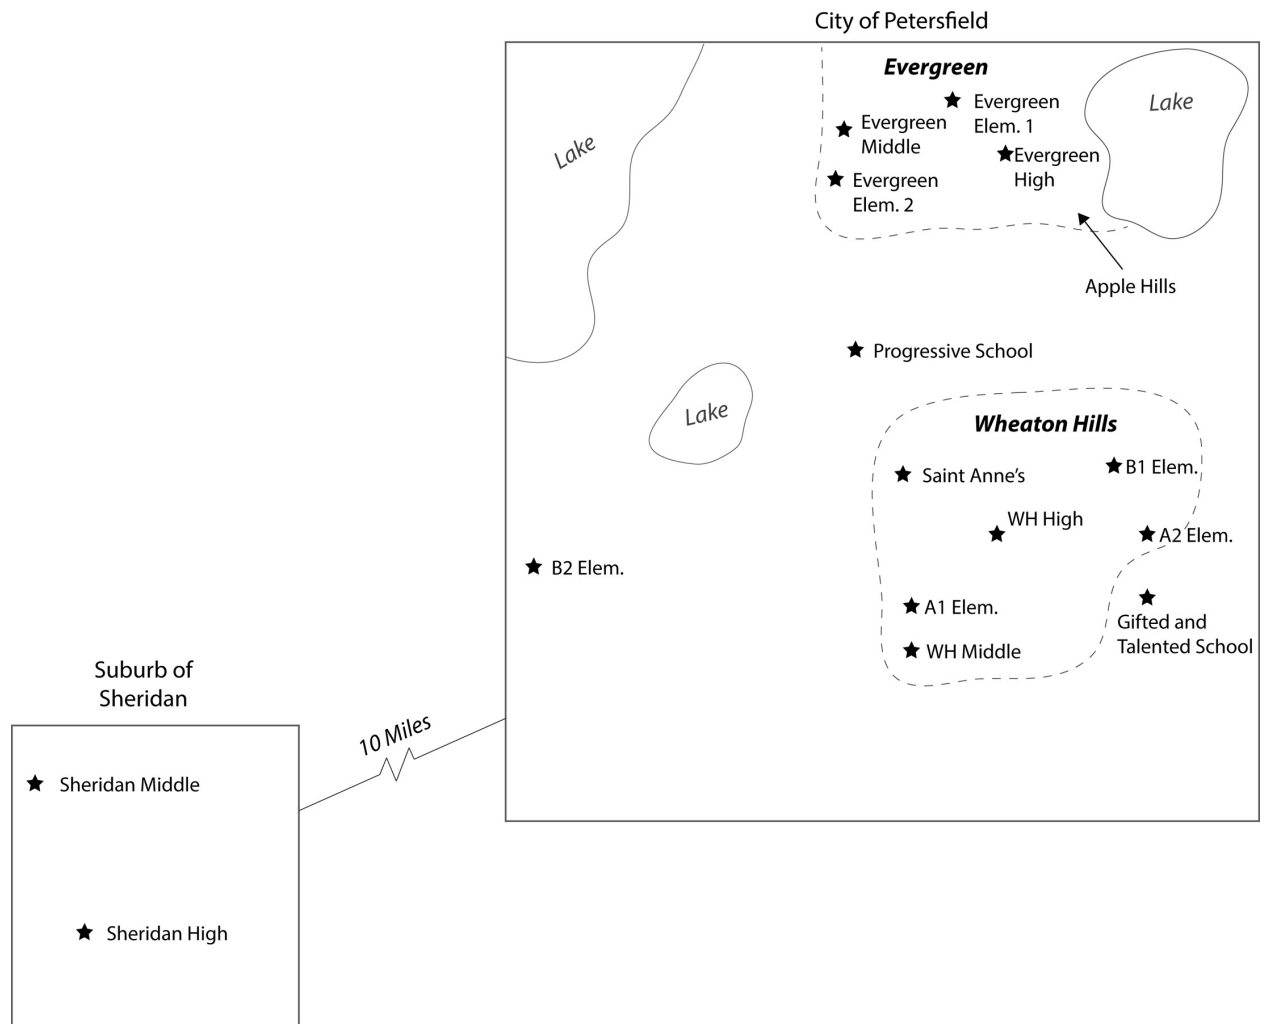 City of Petersfield
Evergreen
Lake
Evergreen
Elem. 1
Evergreen
Middle
Lake
Evergreen
High
Evergreen
Elem. 2
Apple Hills
Progressive School
Lake
Wheaton Hills
B1 Elem.
Saint Anne's
WH High
A2 Elem.
B2 Elem.
A1 Elem.
Gifted and
Talented School
WH Middle
Suburb of
Sheridan
10 Miles
Sheridan Middle
Sheridan High